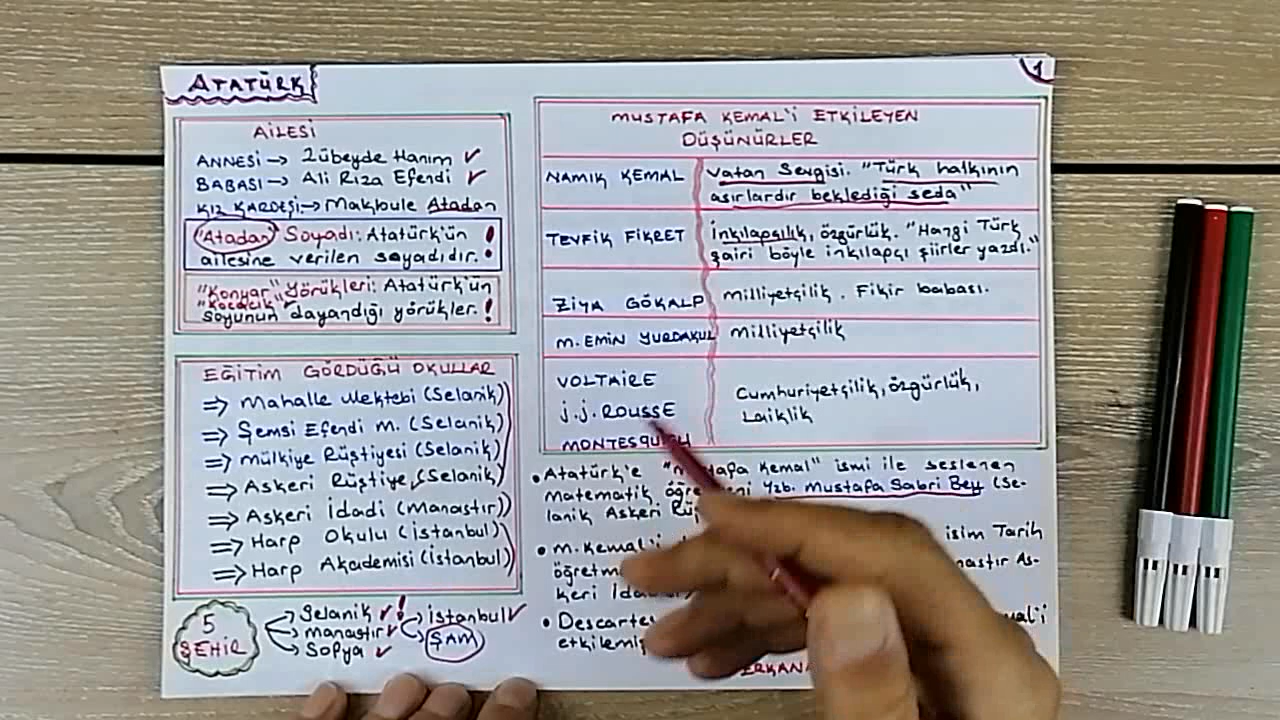 ATATÜRK
1
AİLESİ
ANNESİ → Zübeyde Hanım ✓
BABASI → Ali Rıza Efendi ✓
KIZ KARDEŞİ → Makbule Atadan
"Atadan" Soyadı: Atatürk'ün
ailesine verilen soyadıdır. !
"Konyar" Yörükleri: Atatürk'ün
"Kocacık"
soyunun dayandığı yörükler. !
EĞİTİM GÖRDÜĞÜ OKULLAR
⇒ Mahalle Mektebi (Selanik)
⇒ Şemsi Efendi M. (Selanik)
⇒ Mülkiye Rüştiyesi (Selanik)
⇒ Askeri Rüştiye (Selanik)
⇒ Askeri İdadi (Manastır)
⇒ Harp Okulu (İstanbul)
⇒ Harp Akademisi (İstanbul)
5
ŞEHİR
Selanik ✓ !
Manastır ✓
Sofya ✓
İstanbul ✓
ŞAM
MUSTAFA KEMAL'İ ETKİLEYEN
DÜŞÜNÜRLER
NAMIK KEMAL
Vatan Sevgisi. "Türk halkının
asırlardır beklediği seda"
TEVFİK FİKRET
İnkılapçılık, özgürlük. "Hangi Türk
şairi böyle inkılapçı şiirler yazdı."
ZİYA GÖKALP
Milliyetçilik. Fikir babası.
M. EMİN YURDAKUL
Milliyetçilik
VOLTAİRE
J.J. ROUSSE
Cumhuriyetçilik, özgürlük,
Laiklik
• Atatürk'e Kemal" ismi ile seslenen
Matematik Yzb. Mustafa Sabri Bey (Se-
lanik Askeri
• M. Kemal'i isim Tarih
As-
keri
• Descartes